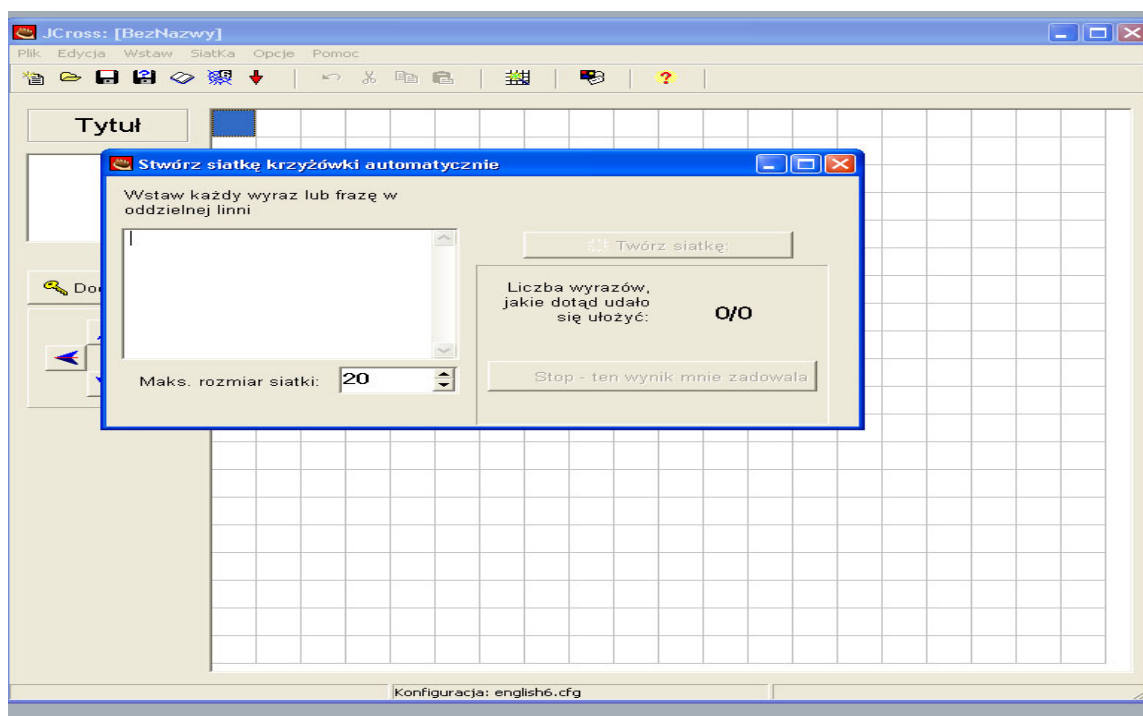 JCross: [BezNazwy]
Plik Edycja Wstaw SiatKa Opcje Pomoc
Tytuł
Stwórz siatkę krzyżówki automatycznie
Wstaw każdy wyraz lub frazę w
oddzielnej linni
Twórz siatkę:
Do
Liczba wyrazów,
jakie dotąd udało
się ułożyć:
0/0
Maks. rozmiar siatki: 20
Stop - ten wynik mnie zadowala
Konfiguracja: english6.cfg